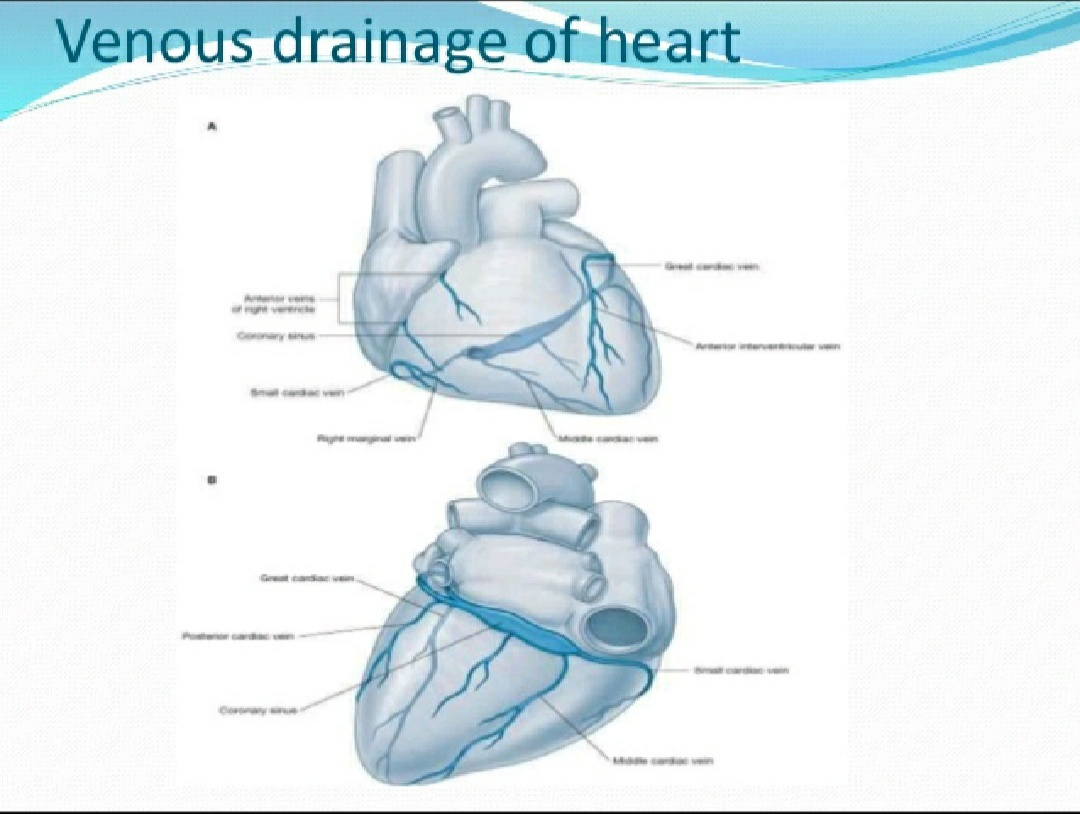 Venous drainage of heart
A
Great cardiac vein
Anterior veins
of right ventricle
Coronary sinus
Anterior interventricular vein
Small cardiac vein
Right marginal vein
Middle cardiac vein
B
Great cardiac vein
Posterior cardiac vein
Small cardiac vein
Coronary sinus
Middle cardiac vein